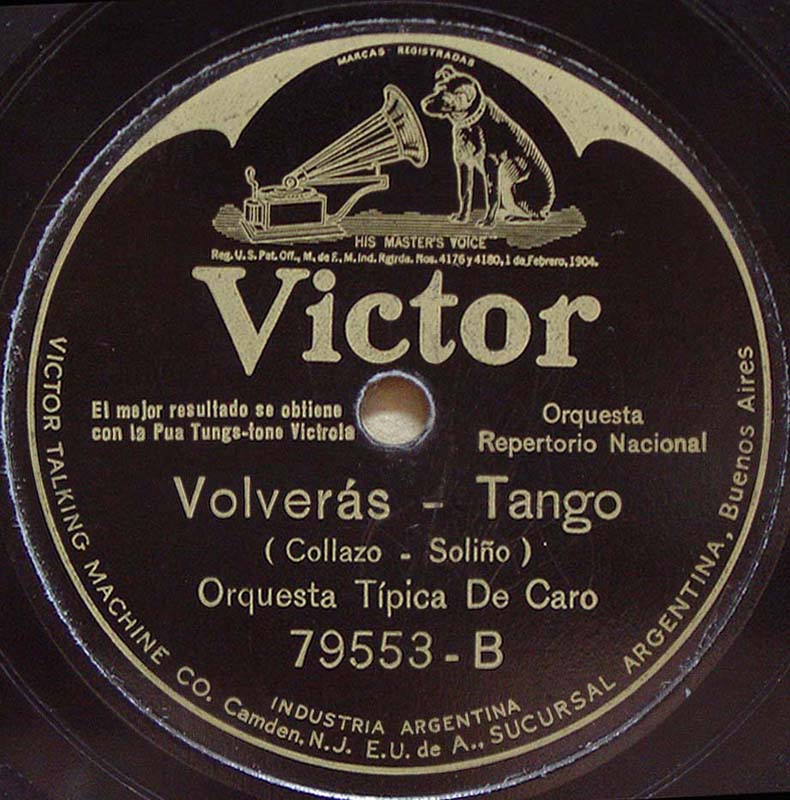 MARCAS REGISTRADAS
"HIS MASTER'S VOICE"
Reg. U.S. Pat. Off., M. de F., M. Ind. Rgtrda. Nos. 4176 y 4180, 1 de Febrero, 1904.
Victor
El mejor resultado se obtiene
con la Pua Tungs-tone Victrola
Orquesta
Repertorio Nacional
Volverás - Tango
( Collazo - Soliño )
Orquesta Típica De Caro
79553 - B
INDUSTRIA ARGENTINA
VICTOR TALKING MACHINE CO. Camden, N.J. E.U. de A., SUCURSAL ARGENTINA, Buenos Aires